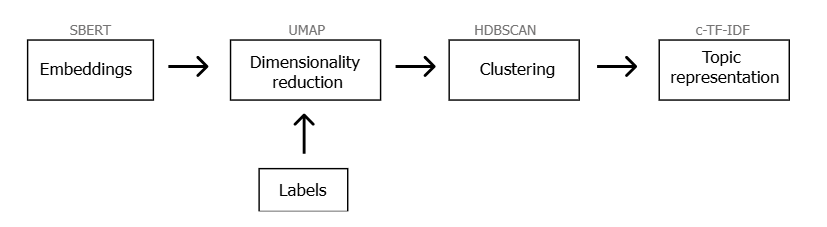 SBERT
UMAP
HDBSCAN
c-TF-IDF
Embeddings
Dimensionality
reduction
Clustering
Topic
representation
Labels